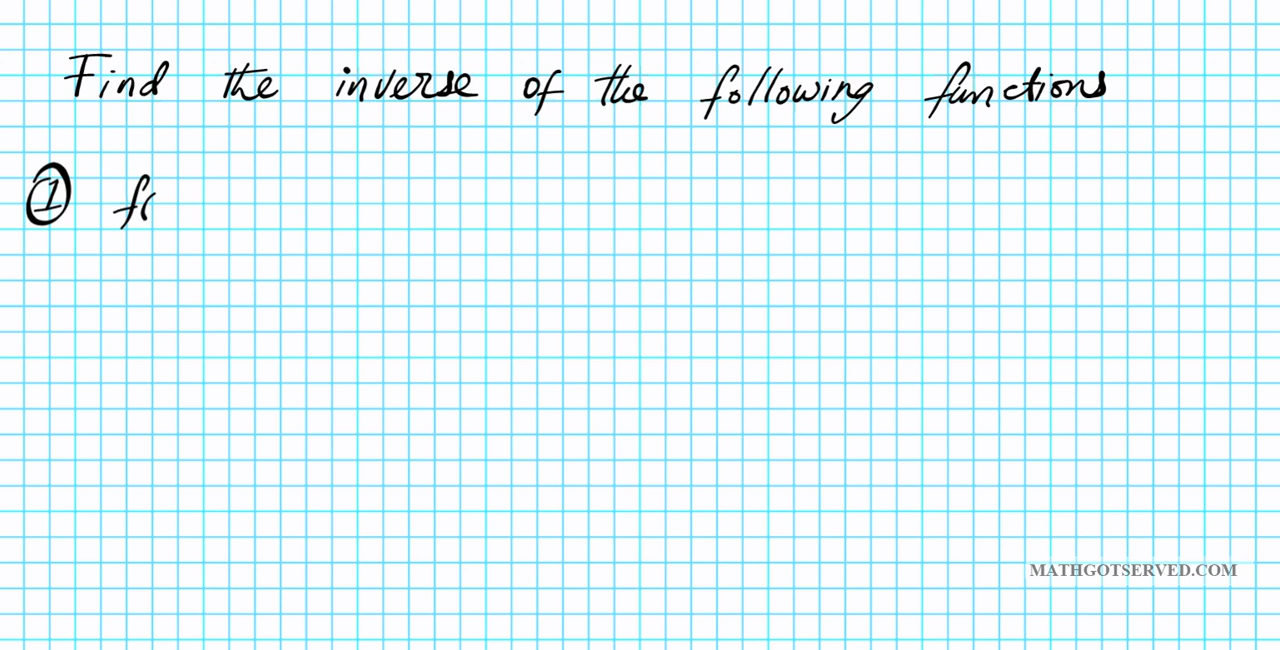 Find the inverse of the following functions
① f(
MATHGOTSERVED.COM